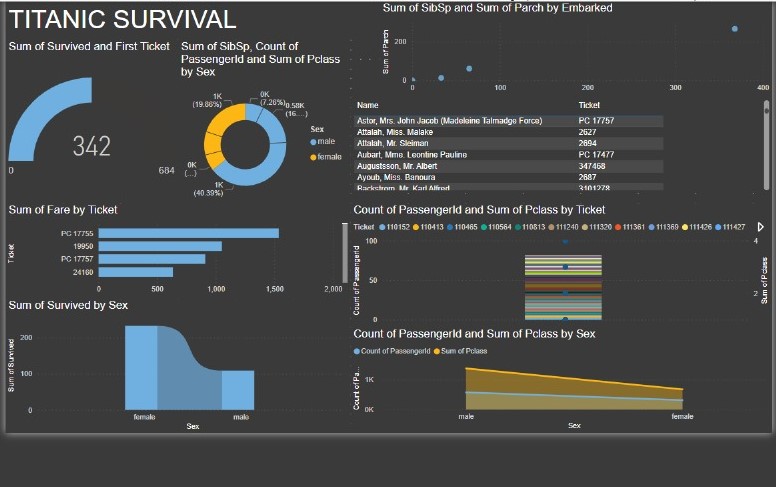 TITANIC SURVIVAL
Sum of Survived and First Ticket
342
0
684
Sum of SibSp, Count of
PassengerId and Sum of Pclass
by Sex
1K
(19.86%)
0K
(7.26%)
0.58K
(16....)
0K
(...)
1K
(40.39%)
Sex
male
female
Sum of SibSp and Sum of Parch by Embarked
Sum of Parch
200
0
0
100
200
300
400
Name Ticket
Astor, Mrs. John Jacob (Madeleine Talmadge Force) PC 17757
Attalah, Miss. Malake 2627
Attalah, Mr. Sleiman 2694
Aubart, Mme. Leontine Pauline PC 17477
Augustsson, Mr. Albert 347468
Ayoub, Miss. Banoura 2687
Backstrom, Mr. Karl Alfred 3101278
Sum of Fare by Ticket
Ticket
PC 17755
19950
PC 17757
24160
0 500 1,000 1,500 2,000
Count of PassengerId and Sum of Pclass by Ticket
Ticket 110152 110413 110465 110564 110813 111240 111320 111361 111369 111426 111427
Count of PassengerId
100
50
0
4
2
Sum of Pclass
Sum of Survived by Sex
Sum of Survived
200
100
0
female male
Sex
Count of PassengerId and Sum of Pclass by Sex
Count of PassengerId Sum of Pclass
Count of Pa...
1K
0K
male female
Sex